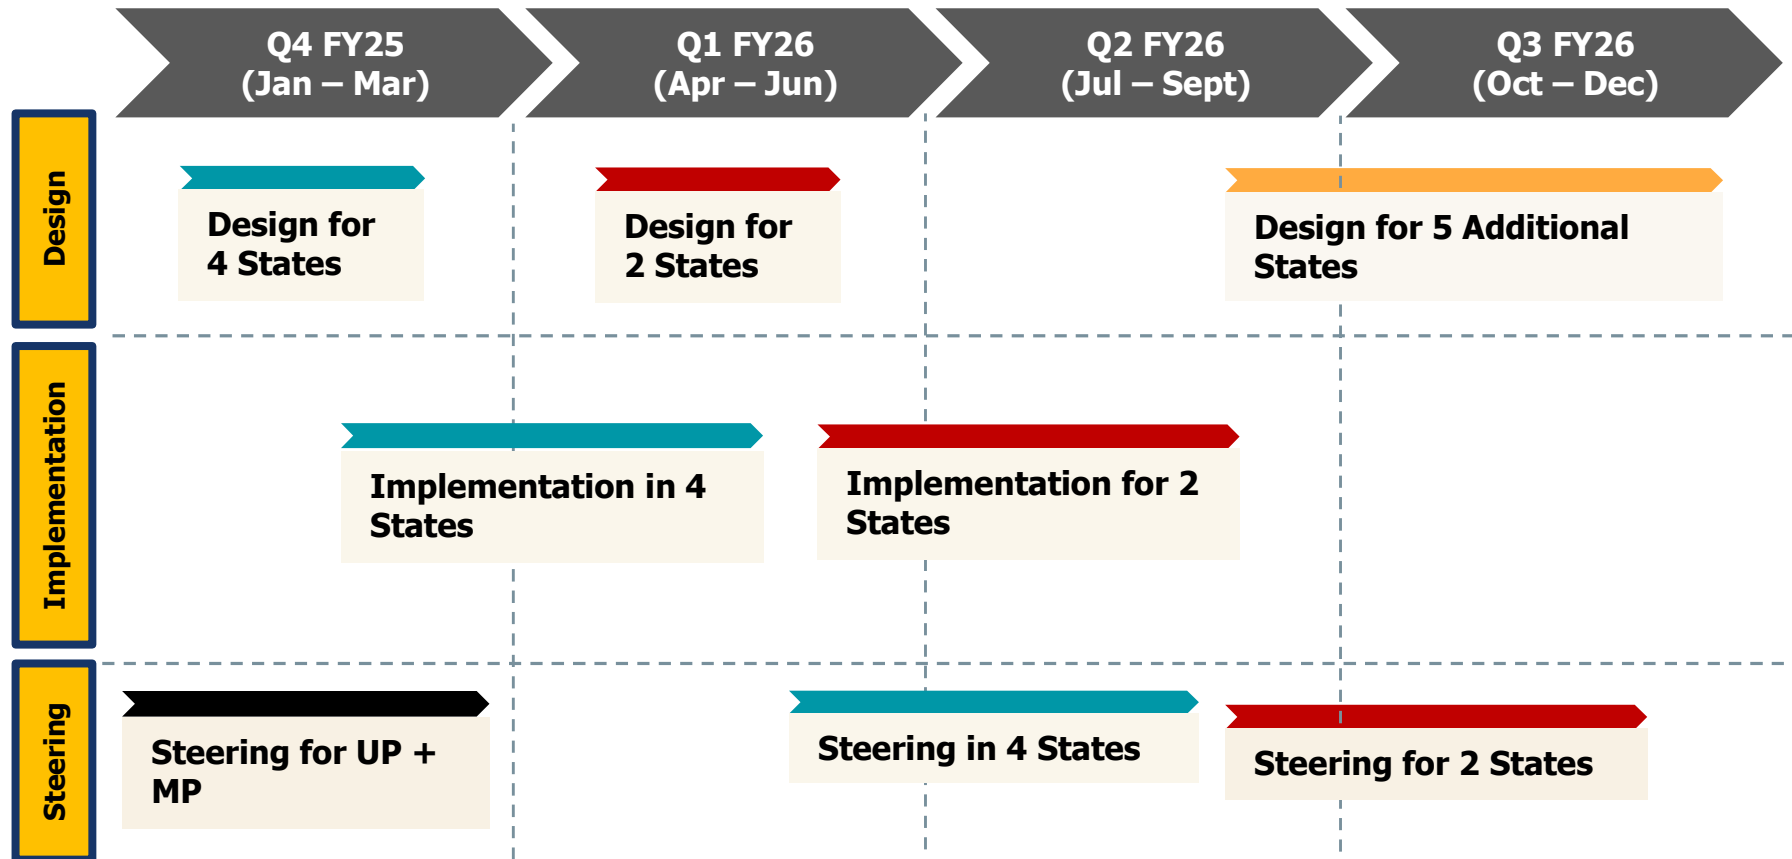 Q4 FY25
(Jan – Mar)
Q1 FY26
(Apr – Jun)
Q2 FY26
(Jul – Sept)
Q3 FY26
(Oct – Dec)
Design
Design for
4 States
Design for
2 States
Design for 5 Additional
States
Implementation
Implementation in 4
States
Implementation for 2
States
Steering
Steering for UP +
MP
Steering in 4 States
Steering for 2 States